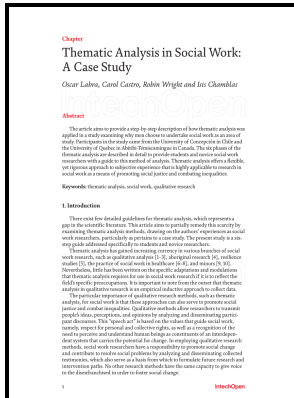 Chapter
Thematic Analysis in Social Work:
A Case Study
Oscar Labra, Carol Castro, Robin Wright and Isis Chamblas
Abstract
The article aims to provide a step-by-step description of how thematic analysis was
applied in a study examining why men choose to undertake social work as an area of
study. Participants in the study came from the University of Concepción in Chile and
the University of Quebec in Abitibi-Témiscamingue in Canada. The six phases of the
thematic analysis are described in detail to provide students and novice social work
researchers with a guide to this method of analysis. Thematic analysis offers a flexible,
yet rigorous approach to subjective experience that is highly applicable to research in
social work as a means of promoting social justice and combating inequalities.
Keywords: thematic analysis, social work, qualitative research
1. Introduction
There exist few detailed guidelines for thematic analysis, which represents a
gap in the scientific literature. This article aims to partially remedy this scarcity by
examining thematic analysis methods, drawing on the authors' experiences as social
work researchers, particularly as pertains to a case study. The present study is a six-
step guide addressed specifically to students and novice researchers.
Thematic analysis has gained increasing currency in various branches of social
work research, such as qualitative analysis [1–3], aboriginal research [4], resilience
studies [5], the practice of social work in healthcare [6–8], and minors [9, 10].
Nevertheless, little has been written on the specific adaptations and modulations
that thematic analysis requires for use in social work research if it is to reflect the
field's specific preoccupations. It is important to note from the outset that thematic
analysis in qualitative research is an empirical inductive approach to collect data.
The particular importance of qualitative research methods, such as thematic
analysis, for social work is that these approaches can also serve to promote social
justice and combat inequalities. Qualitative methods allow researchers to transmit
people's ideas, perceptions, and opinions by analyzing and disseminating partici-
pant discourses. This "speech act" is based on the values that guide social work,
namely, respect for personal and collective rights, as well as a recognition of the
need to perceive and understand human beings as constituents of an interdepen-
dent system that carries the potential for change. In employing qualitative research
methods, social work researchers have a responsibility to promote social change
and contribute to resolve social problems by analyzing and disseminating collected
testimonies, which also serve as a basis from which to formulate future research and
intervention paths. No other research methods have the same capacity to give voice
to the disenfranchised in order to foster social change.
1
IntechOpen